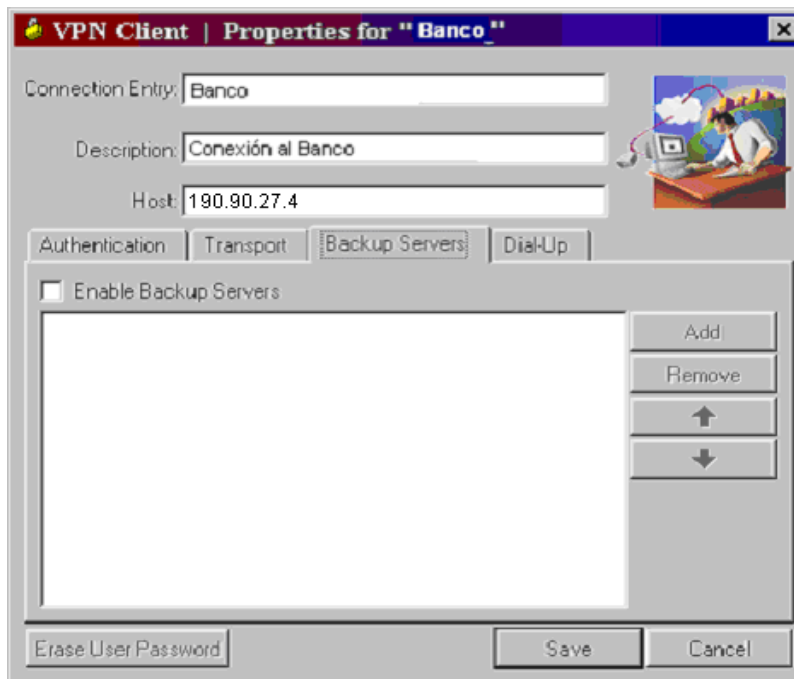 VPN Client | Properties for "Banco"
Connection Entry: Banco
Description: Conexión al Banco
Host: 190.90.27.4
Authentication Transport Backup Servers Dial-Up
Enable Backup Servers
Add
Remove
Erase User Password Save Cancel